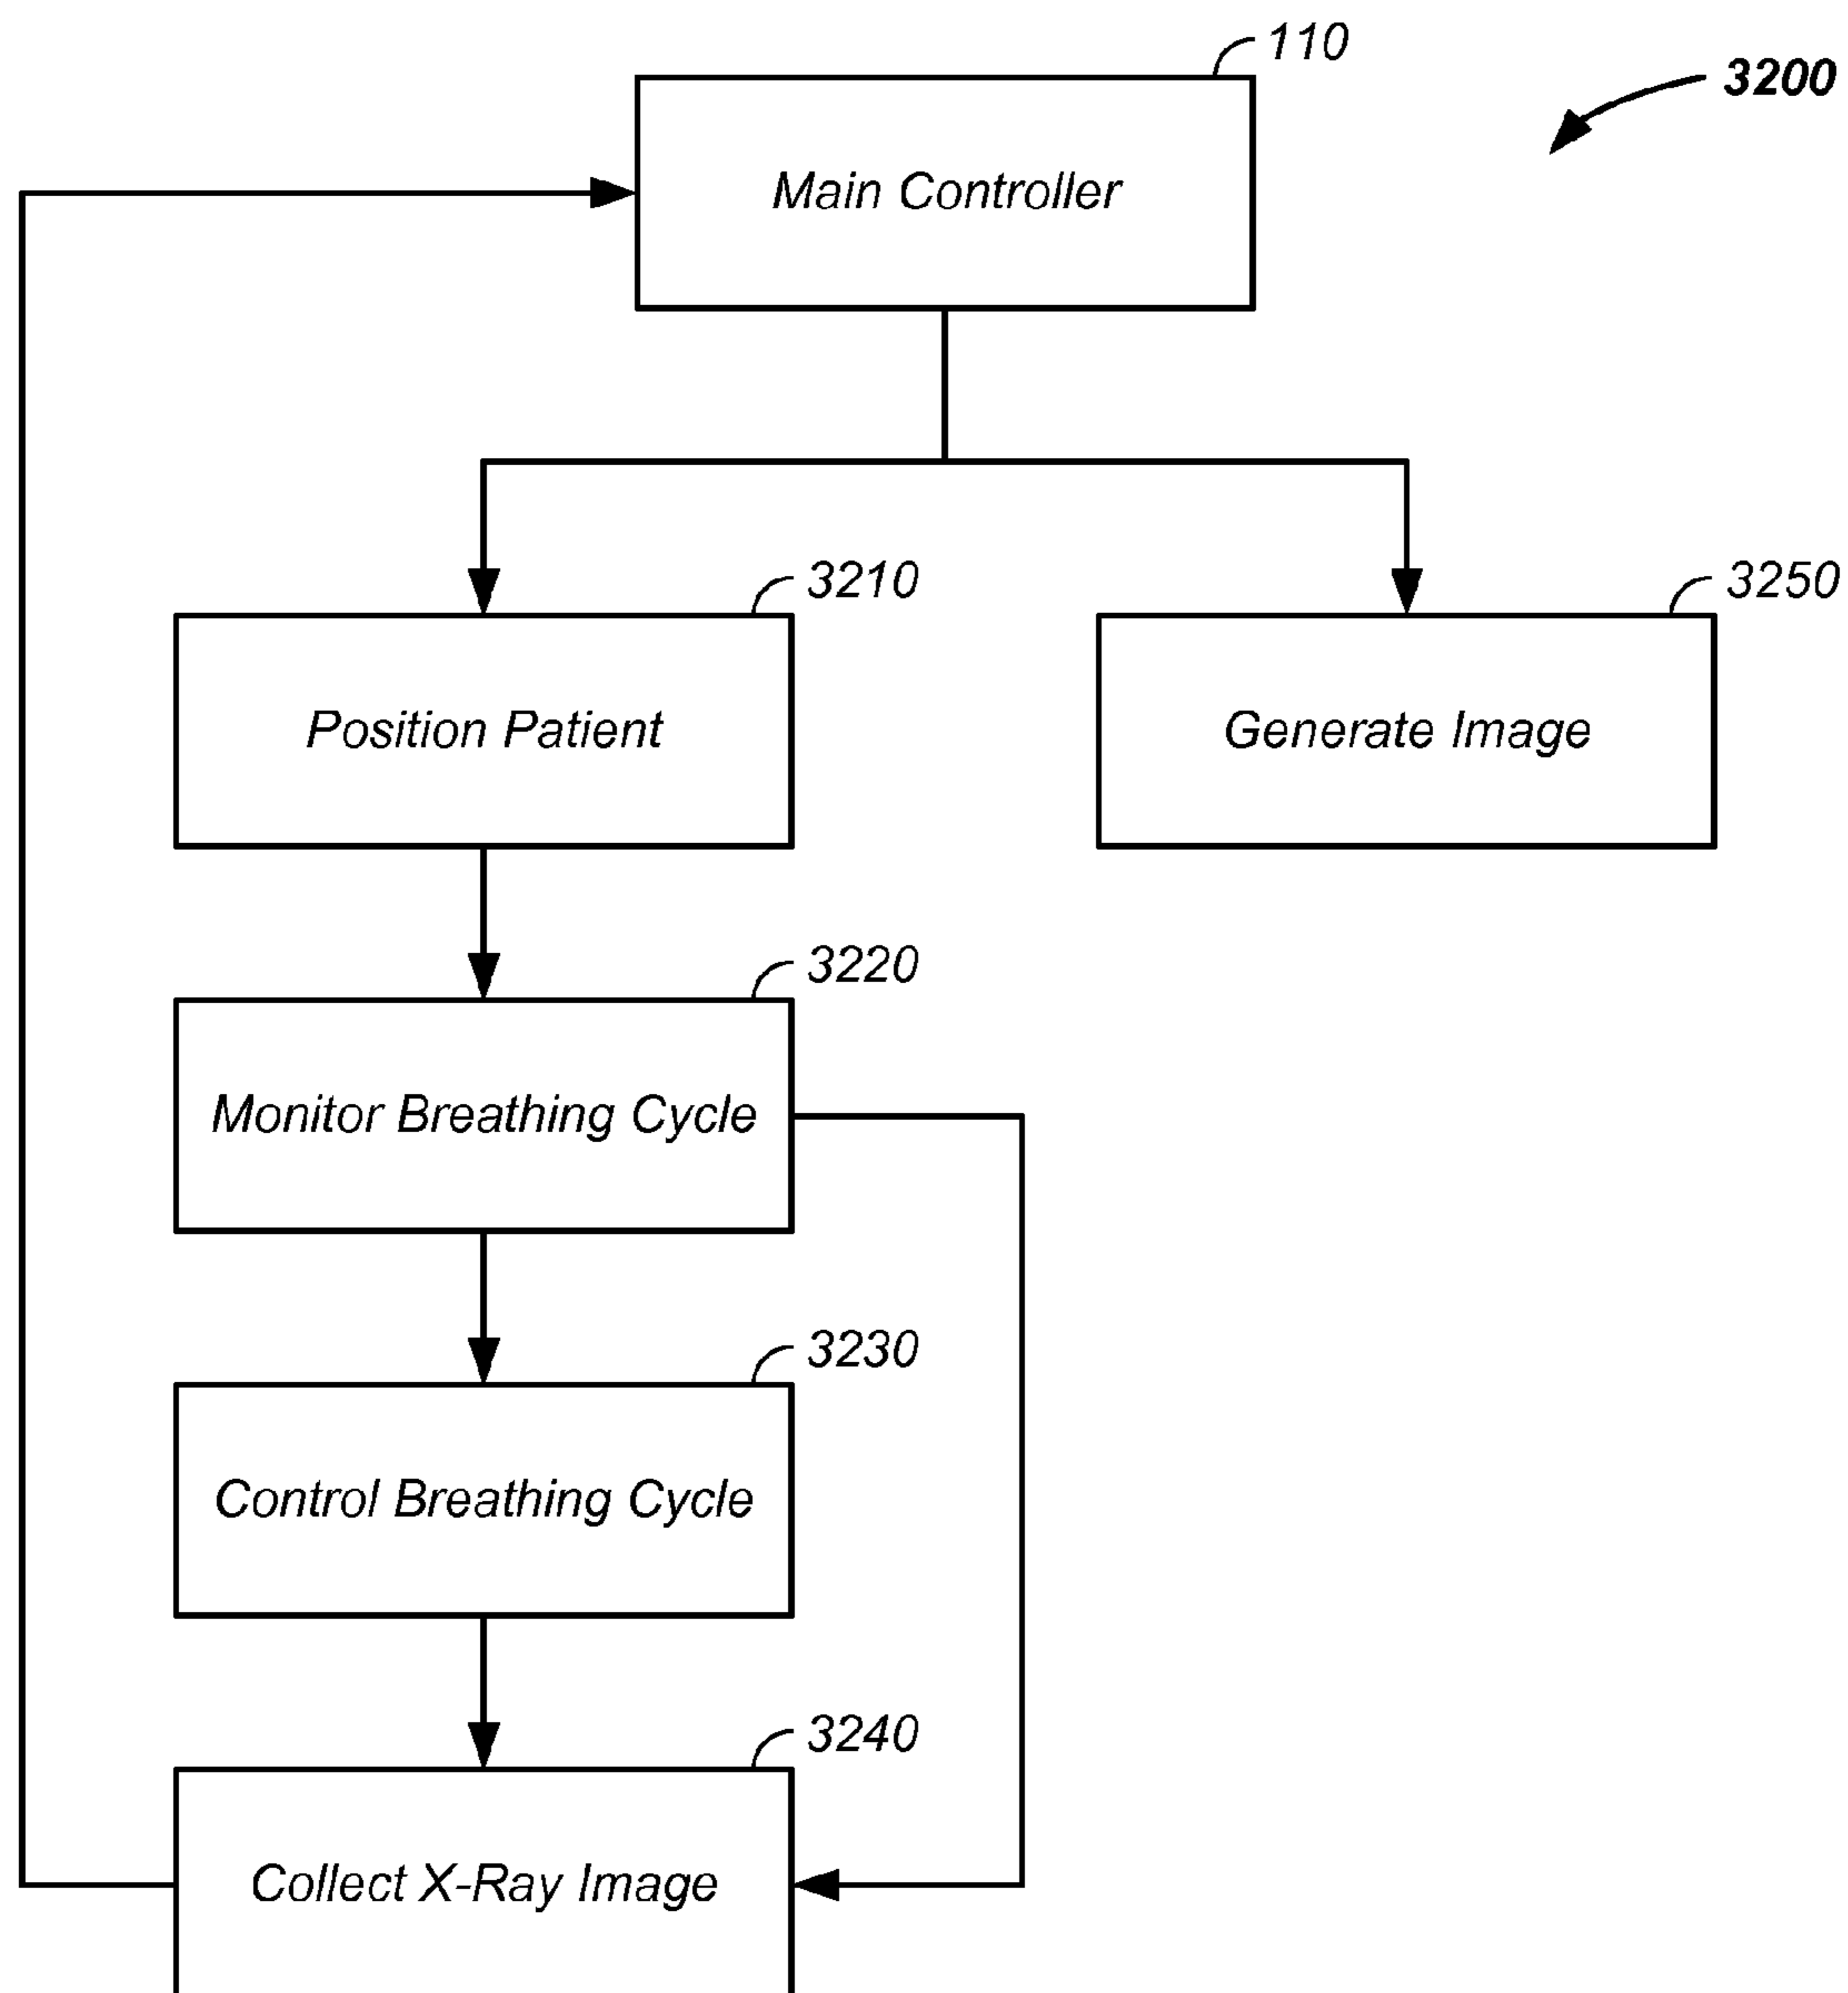 110
3200
Main Controller
3210
3250
Position Patient
Generate Image
3220
Monitor Breathing Cycle
3230
Control Breathing Cycle
3240
Collect X-Ray Image